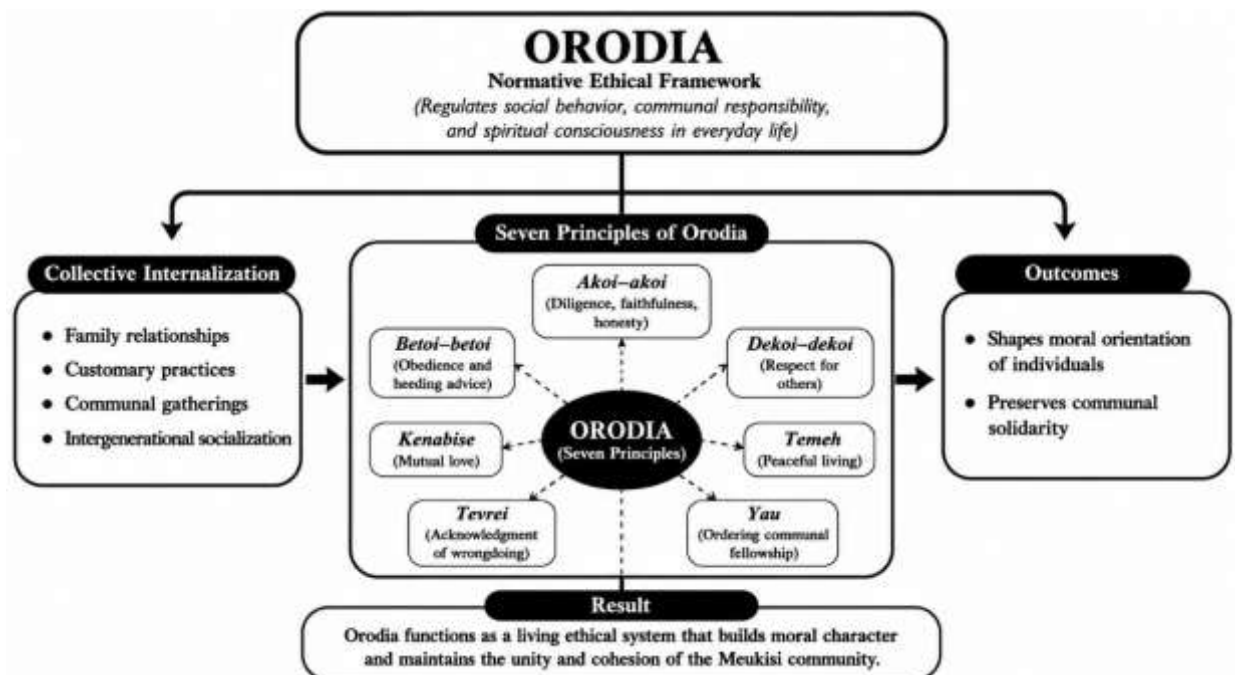 ORODIA
Normative Ethical Framework
(Regulates social behavior, communal responsibility,
and spiritual consciousness in everyday life)
Collective Internalization
• Family relationships
• Customary practices
• Communal gatherings
• Intergenerational socialization
Seven Principles of Orodia
Akoi–akoi
(Diligence, faithfulness,
honesty)
Betoi–betoi
(Obedience and
heeding advice)
Dekoi–dekoi
(Respect for
others)
Kenabise
(Mutual love)
ORODIA
(Seven Principles)
Temeh
(Peaceful living)
Tevrei
(Acknowledgment
of wrongdoing)
Yau
(Ordering communal
fellowship)
Outcomes
• Shapes moral orientation
of individuals
• Preserves communal
solidarity
Result
Orodia functions as a living ethical system that builds moral character
and maintains the unity and cohesion of the Meukisi community.